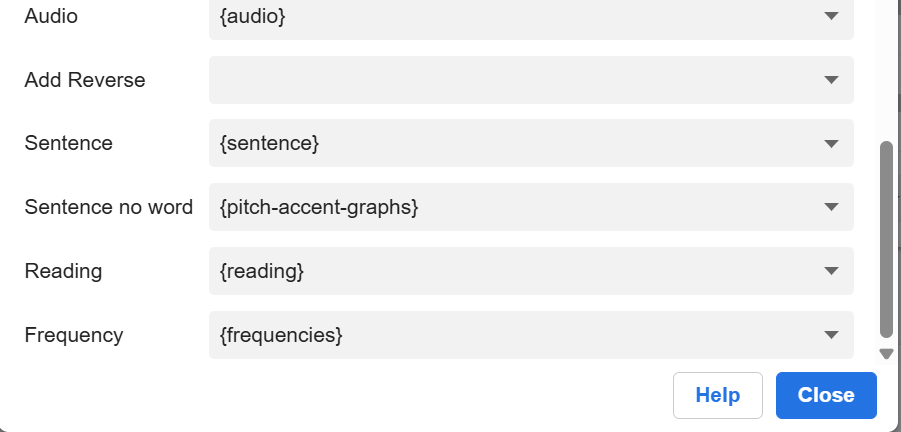 Audio {audio}
Add Reverse
Sentence {sentence}
Sentence no word {pitch-accent-graphs}
Reading {reading}
Frequency {frequencies}
Help Close